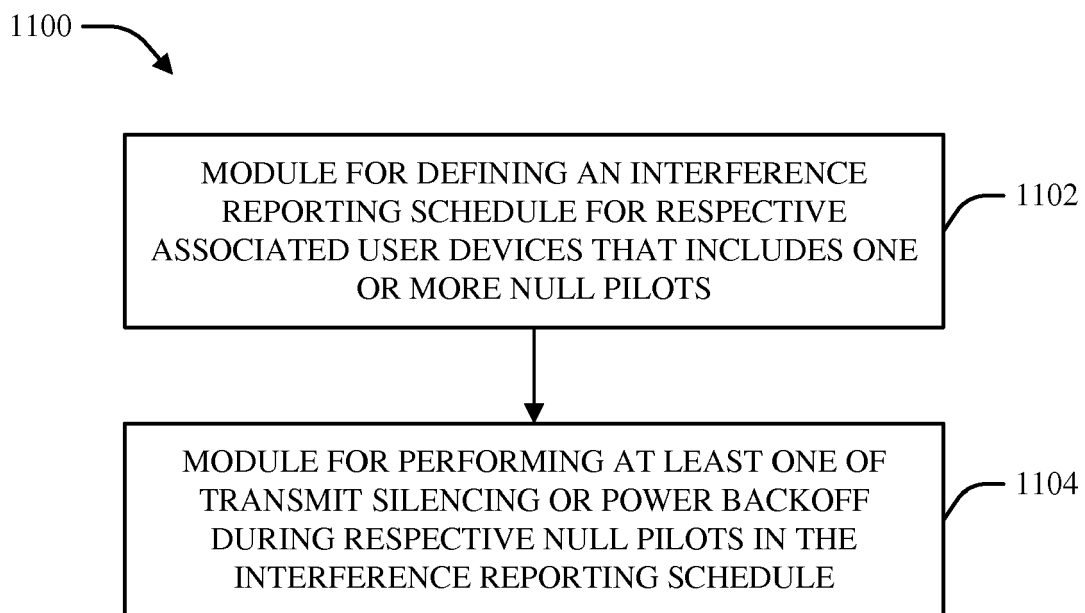 1100
MODULE FOR DEFINING AN INTERFERENCE
REPORTING SCHEDULE FOR RESPECTIVE
ASSOCIATED USER DEVICES THAT INCLUDES ONE
OR MORE NULL PILOTS
1102
MODULE FOR PERFORMING AT LEAST ONE OF
TRANSMIT SILENCING OR POWER BACKOFF
DURING RESPECTIVE NULL PILOTS IN THE
INTERFERENCE REPORTING SCHEDULE
1104